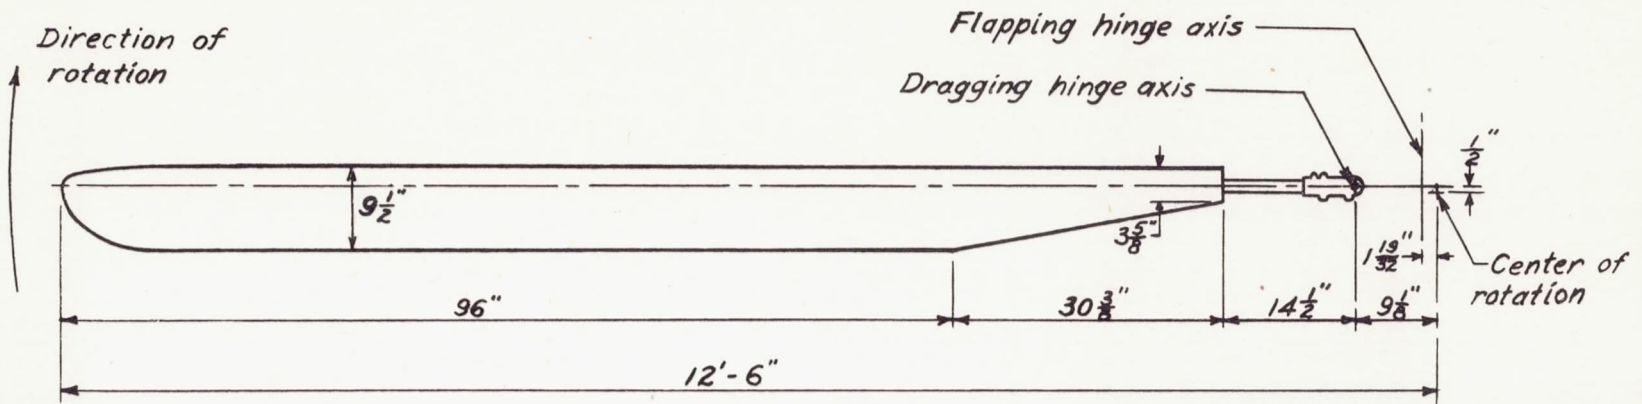 Flapping hinge axis
Direction of
rotation
Dragging hinge axis
1/2"
9 1/2"
3 5/8"
1 19/32"
Center of
rotation
96"
30 3/8"
14 1/2"
9 1/8"
12'-6"